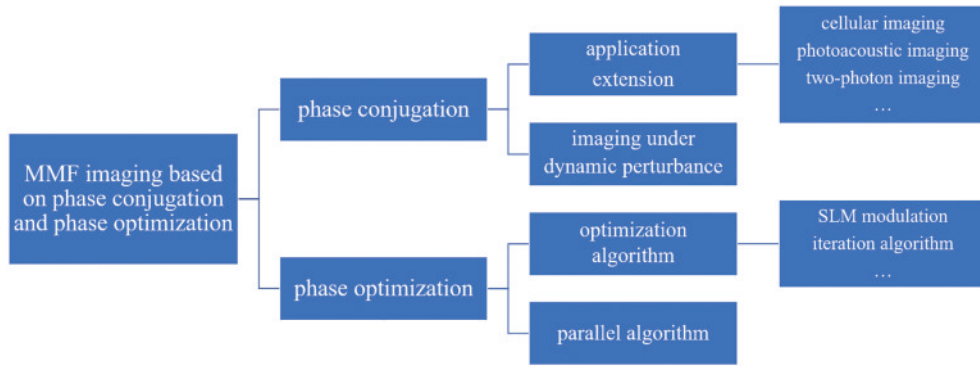 MMF imaging based
on phase conjugation
and phase optimization
phase conjugation
application
extension
cellular imaging
photoacoustic imaging
two-photon imaging
…
imaging under
dynamic perturbance
phase optimization
optimization
algorithm
SLM modulation
iteration algorithm
…
parallel algorithm